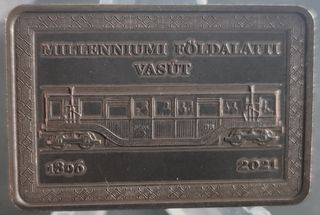 MILLENNIUMI FÖLDALATTI
VASÚT
1896 2021